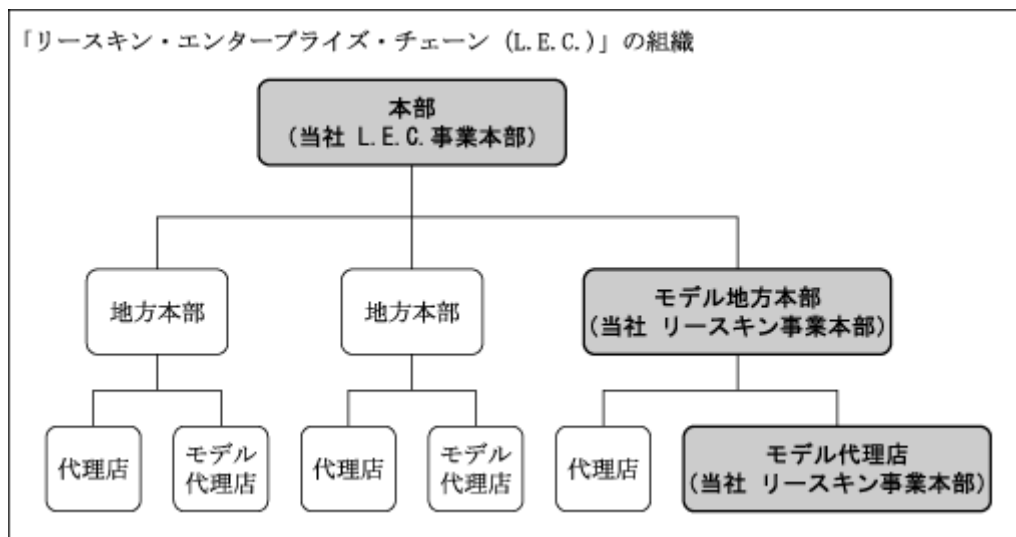 「リースキン・エンタープライズ・チェーン (L.E.C.)」の組織
本部
(当社 L.E.C.事業本部)
地方本部
地方本部
モデル地方本部
(当社 リースキン事業本部)
代理店
モデル
代理店
代理店
モデル
代理店
代理店
モデル代理店
(当社 リースキン事業本部)